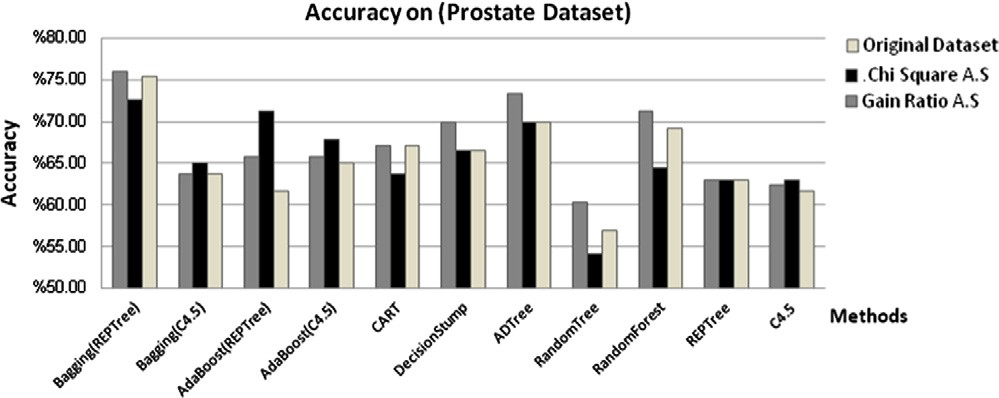 Accuracy on (Prostate Dataset)
%80.00
%75.00
%70.00
%65.00
%60.00
%55.00
%50.00
Accuracy
Bagging(REPTree)
Bagging(C4.5)
AdaBoost(REPTree)
AdaBoost(C4.5)
CART
DecisionStump
ADTree
RandomTree
RandomForest
REPTree
C4.5
Methods
Original Dataset
.Chi Square A.S
Gain Ratio A.S